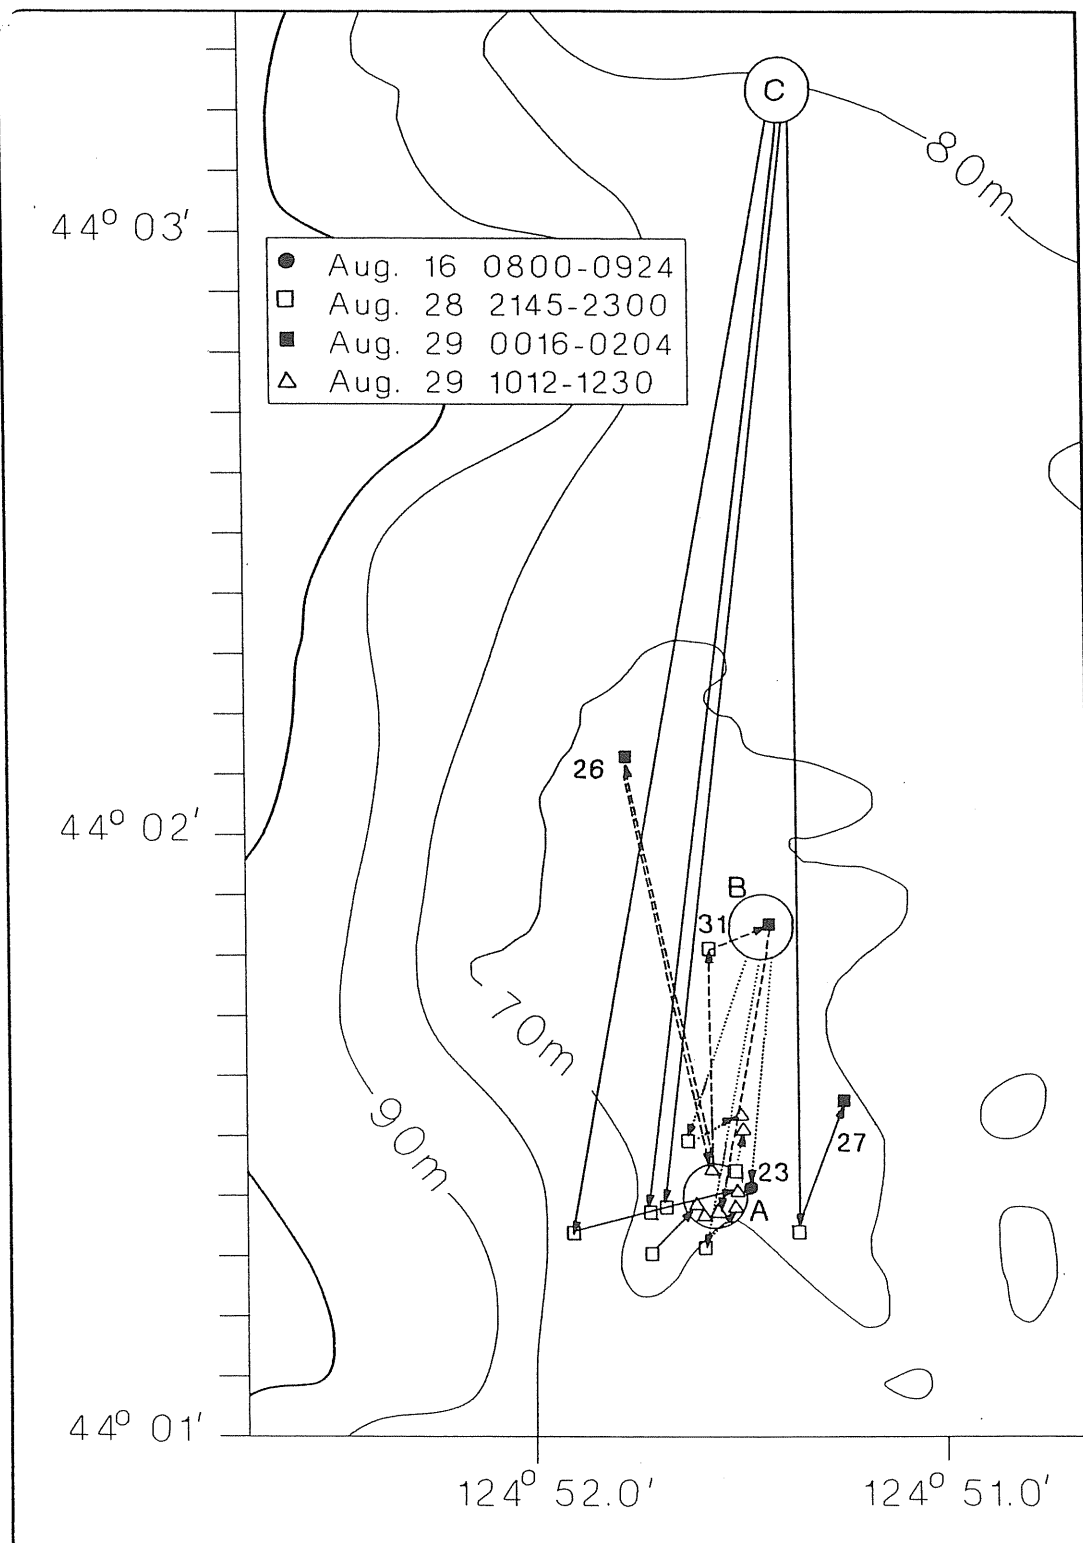 C
80m
44° 03'
● Aug. 16 0800-0924
□ Aug. 28 2145-2300
■ Aug. 29 0016-0204
△ Aug. 29 1012-1230
26
44° 02'
B
31
70m
90m
27
23
A
44° 01'
124° 52.0'
124° 51.0'